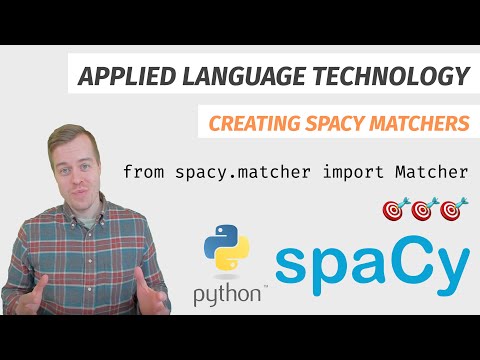 APPLIED LANGUAGE TECHNOLOGY
CREATING SPACY MATCHERS
from spacy.matcher import Matcher
python™
spaCy